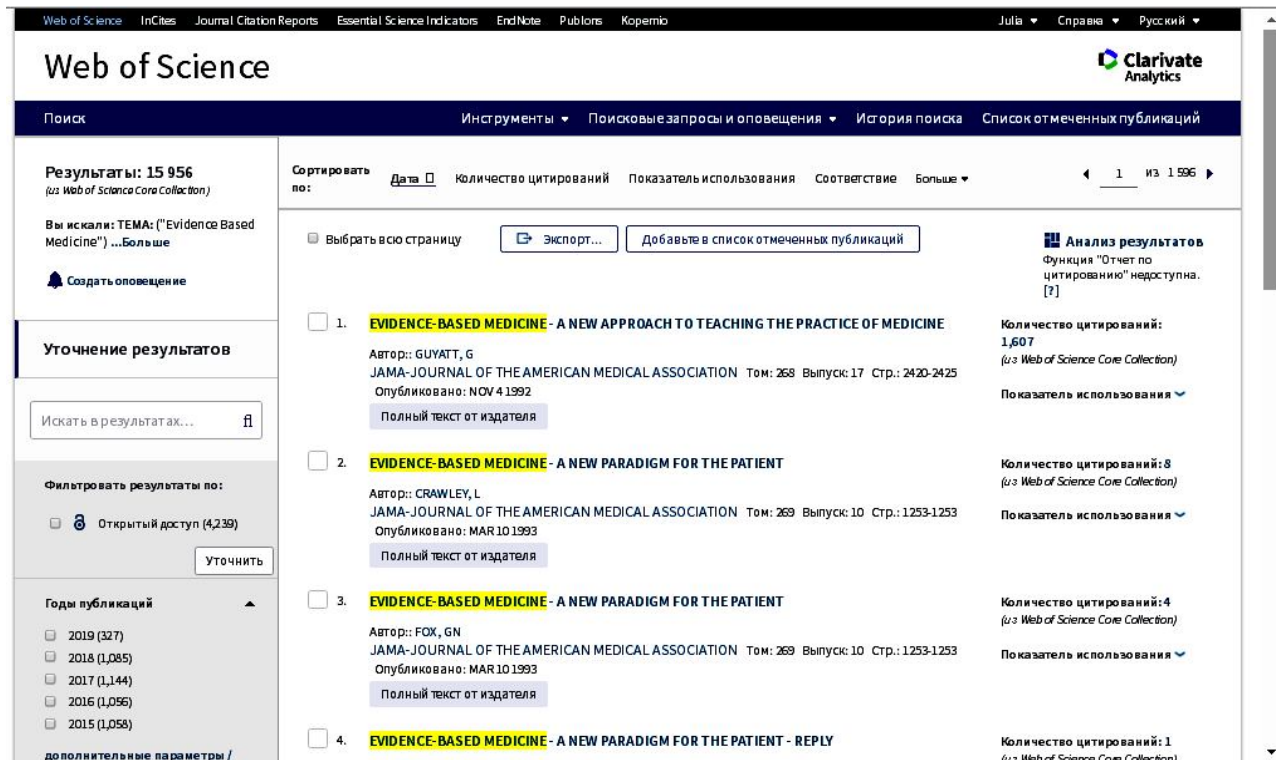 Web of Science InCites Journal Citation Reports Essential Science Indicators EndNote Publons Kopernio Julia Справка Русский
Web of Science
Clarivate
Analytics
Поиск Инструменты Поисковые запросы и оповещения История поиска Список отмеченных публикаций
Результаты: 15 956
(из Web of Science Core Collection)
Вы искали: ТЕМА: ("Evidence Based
Medicine") ...Больше
Создать оповещение
Уточнение результатов
Искать в результатах...
Фильтровать результаты по:
Открытый доступ (4,239)
Уточнить
Годы публикаций
2019 (327)
2018 (1,085)
2017 (1,144)
2016 (1,056)
2015 (1,058)
дополнительные параметры /
Сортировать
по:
Дата Количество цитирований Показатель использования Соответствие Больше
1 из 1 596
Выбрать всю страницу Экспорт... Добавьте в список отмеченных публикаций
Анализ результатов
Функция "Отчет по
цитированию" недоступна.
[?]
1. EVIDENCE-BASED MEDICINE - A NEW APPROACH TO TEACHING THE PRACTICE OF MEDICINE
Автор:: GUYATT, G
JAMA-JOURNAL OF THE AMERICAN MEDICAL ASSOCIATION Том: 268 Выпуск: 17 Стр.: 2420-2425
Опубликовано: NOV 4 1992
Полный текст от издателя
Количество цитирований:
1,607
(из Web of Science Core Collection)
Показатель использования
2. EVIDENCE-BASED MEDICINE - A NEW PARADIGM FOR THE PATIENT
Автор:: CRAWLEY, L
JAMA-JOURNAL OF THE AMERICAN MEDICAL ASSOCIATION Том: 269 Выпуск: 10 Стр.: 1253-1253
Опубликовано: MAR 10 1993
Полный текст от издателя
Количество цитирований: 8
(из Web of Science Core Collection)
Показатель использования
3. EVIDENCE-BASED MEDICINE - A NEW PARADIGM FOR THE PATIENT
Автор:: FOX, GN
JAMA-JOURNAL OF THE AMERICAN MEDICAL ASSOCIATION Том: 269 Выпуск: 10 Стр.: 1253-1253
Опубликовано: MAR 10 1993
Полный текст от издателя
Количество цитирований: 4
(из Web of Science Core Collection)
Показатель использования
4. EVIDENCE-BASED MEDICINE - A NEW PARADIGM FOR THE PATIENT - REPLY
Количество цитирований: 1
(из Web of Science Core Collection)